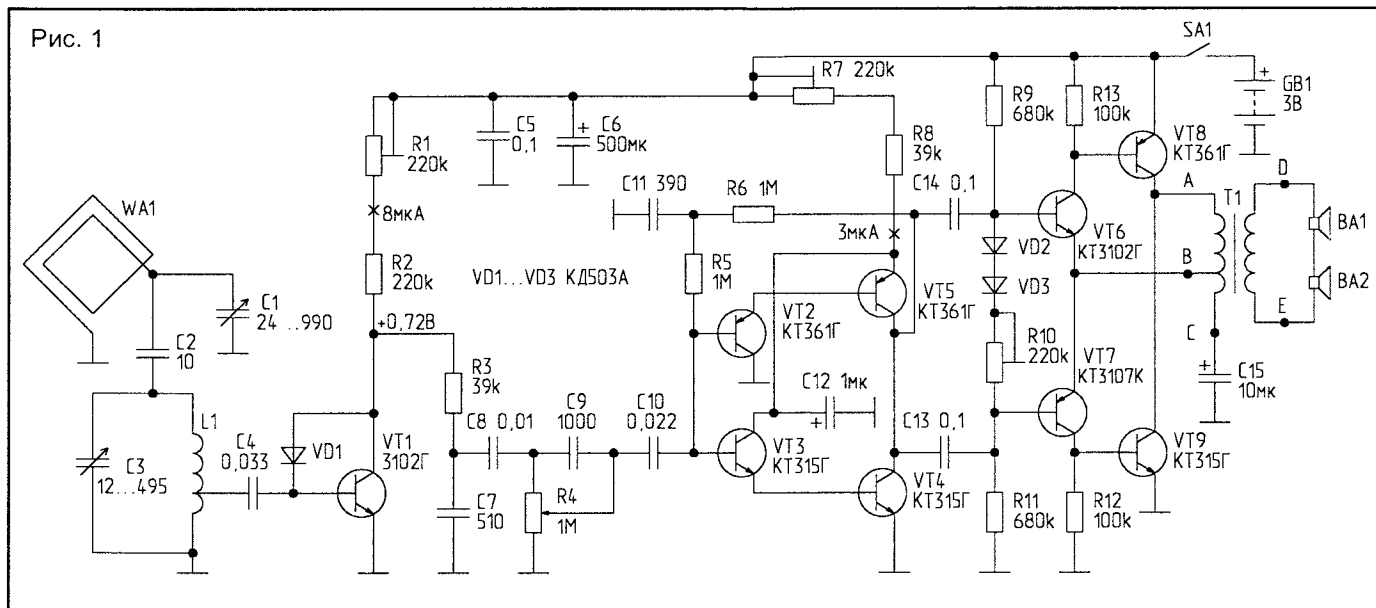 Рис. 1
SA1
R7 220k
GB1
3В
R9
680k
R13
100k
VT8
КТ361Г
R1
220k
C5
0,1
C6
500мк
R8
39k
C11 390
R6 1М
C14 0,1
A
T1
D
WA1
8мкА
3мкА
VT6
КТ3102Г
BA1
R2
220k
VD1...VD3 КД503А
R5
1М
VD2
VD3
B
BA2
C1
24 ...990
VT2
КТ361Г
VT5
КТ361Г
E
+0,72В
C2
10
R10
220k
C
VT7
КТ3107К
C15
10мк
R3
39k
C8 0,01
C9
1000
C10
0,022
C12 1мк
C13 0,1
L1
C4
0,033
VD1
VT1
3102Г
VT3
КТ315Г
VT9
КТ315Г
C3
12...495
C7
510
R4
1М
VT4
КТ315Г
R11
680k
R12
100k